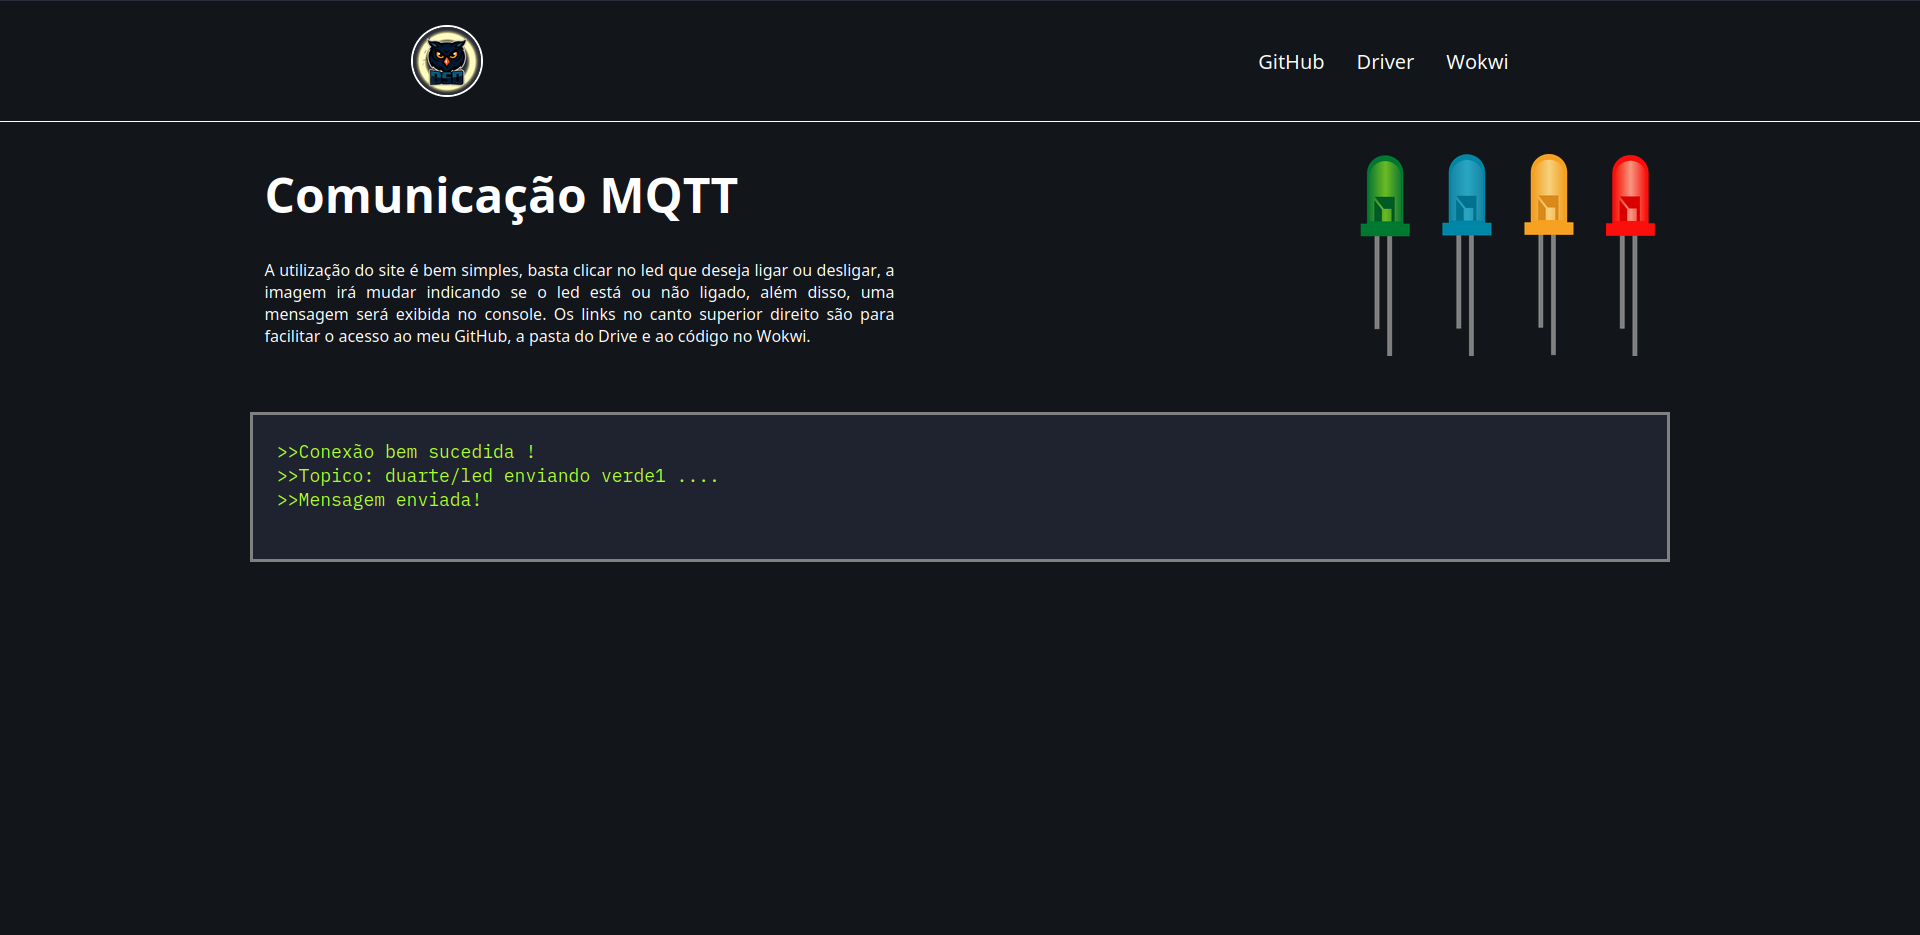 GitHub Driver Wokwi
Comunicação MQTT
A utilização do site é bem simples, basta clicar no led que deseja ligar ou desligar, a
imagem irá mudar indicando se o led está ou não ligado, além disso, uma
mensagem será exibida no console. Os links no canto superior direito são para
facilitar o acesso ao meu GitHub, a pasta do Drive e ao código no Wokwi.
>>Conexão bem sucedida !
>>Topico: duarte/led enviando verde1 ....
>>Mensagem enviada!